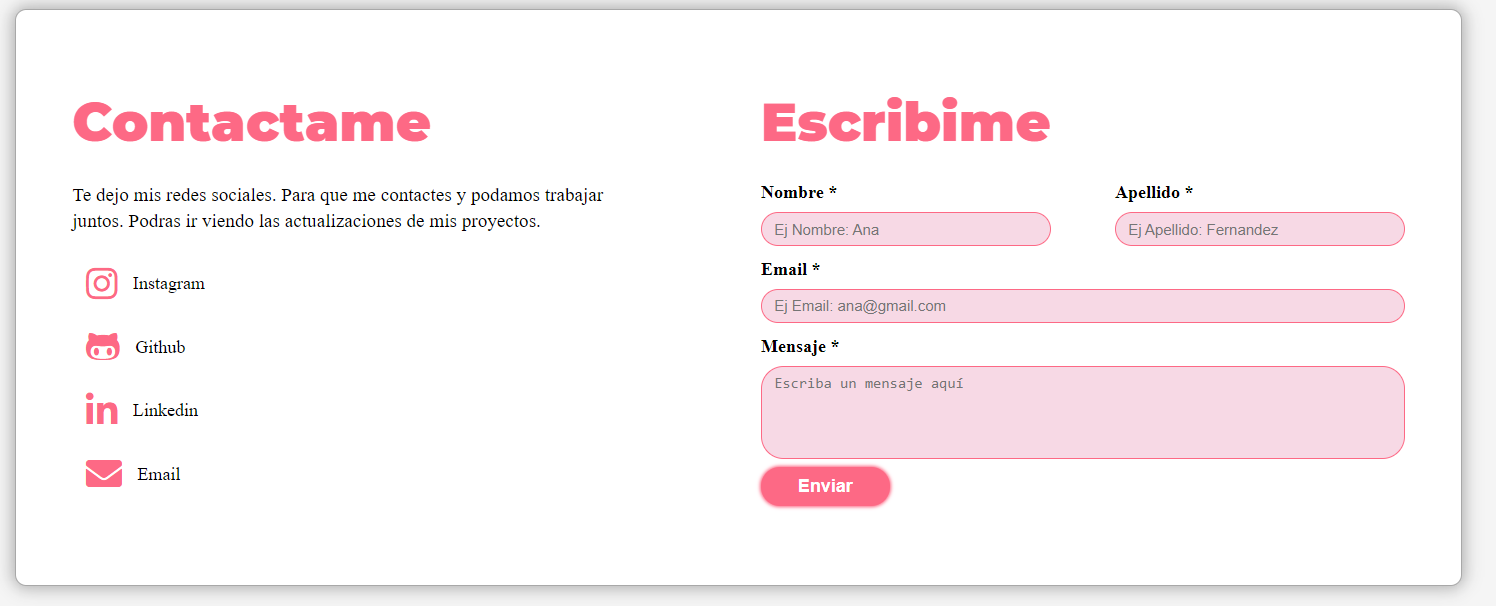 Contactame
Te dejo mis redes sociales. Para que me contactes y podamos trabajar
juntos. Podras ir viendo las actualizaciones de mis proyectos.
Instagram
Github
in Linkedin
Email
Escribime
Nombre * Apellido *
Ej Nombre: Ana Ej Apellido: Fernandez
Email *
Ej Email: ana@gmail.com
Mensaje *
Escriba un mensaje aquí
Enviar